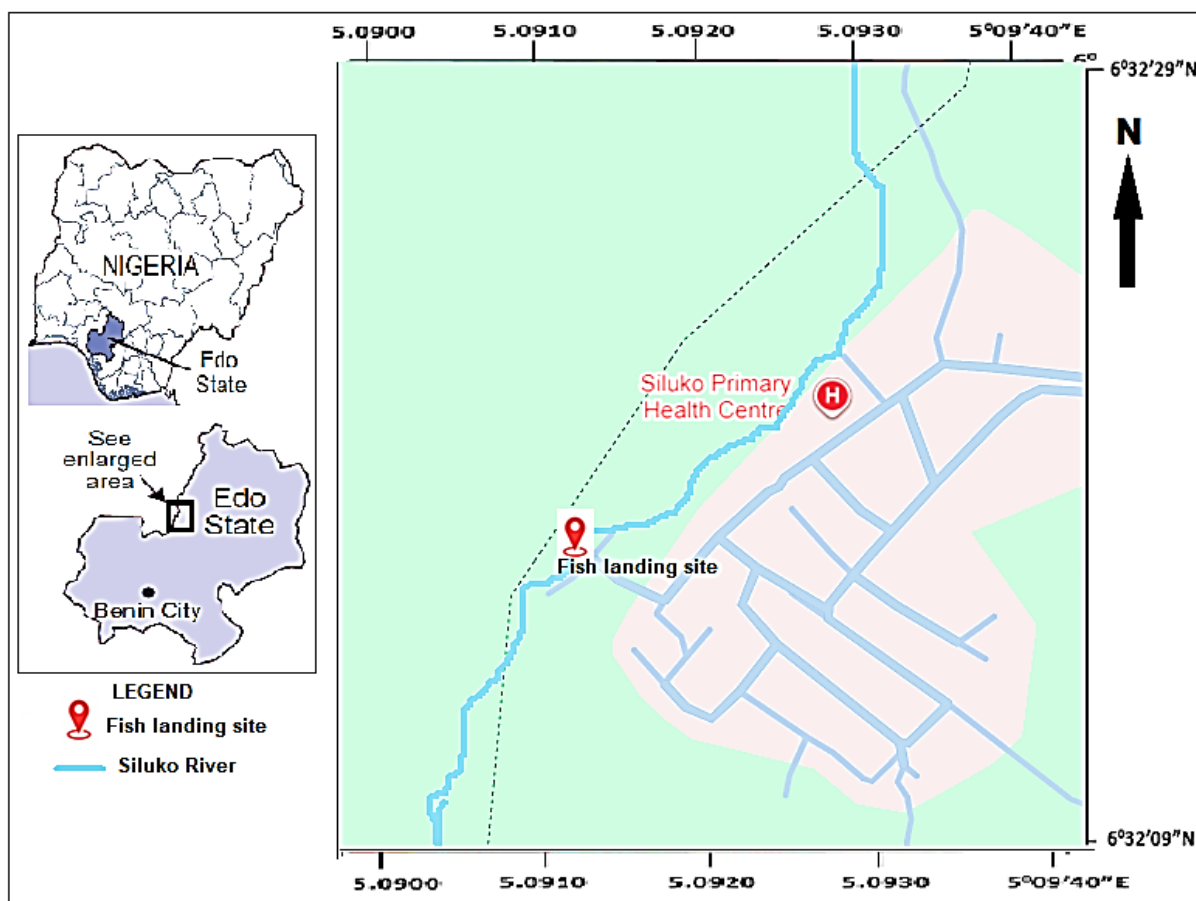 5.0900 5.0910 5.0920 5.0930 5°09'40"E
6°
6°32'29"N
N
NIGERIA
Edo
State
See
enlarged
area
Edo
State
Benin City
LEGEND
Fish landing site
Siluko River
Siluko Primary
Health Centre
H
Fish landing site
6°32'09"N
5.0900 5.0910 5.0920 5.0930 5°09'40"E